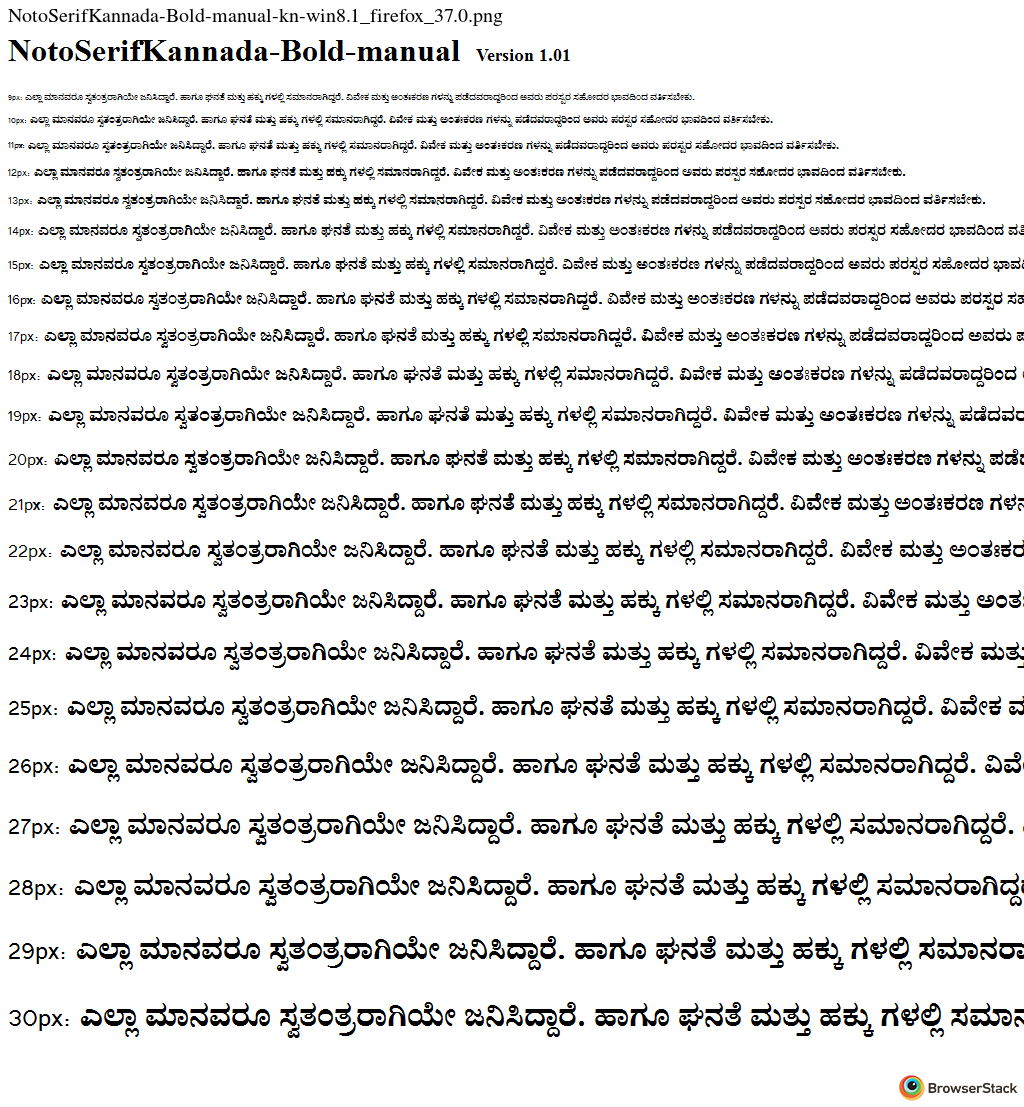 NotoSerifKannada-Bold-manual-kn-win8.1_firefox_37.0.png
NotoSerifKannada-Bold-manual Version 1.01
9px: ಎಲ್ಲಾ ಮಾನವರೂ ಸ್ವತಂತ್ರರಾಗಿಯೇ ಜನಿಸಿದ್ದಾರೆ. ಹಾಗೂ ಘನತೆ ಮತ್ತು ಹಕ್ಕು ಗಳಲ್ಲಿ ಸಮಾನರಾಗಿದ್ದರೆ. ವಿವೇಕ ಮತ್ತು ಅಂತಃಕರಣ ಗಳನ್ನು ಪಡೆದವರಾದ್ದರಿಂದ ಅವರು ಪರಸ್ಪರ ಸಹೋದರ ಭಾವದಿಂದ ವರ್ತಿಸಬೇಕು.
10px: ಎಲ್ಲಾ ಮಾನವರೂ ಸ್ವತಂತ್ರರಾಗಿಯೇ ಜನಿಸಿದ್ದಾರೆ. ಹಾಗೂ ಘನತೆ ಮತ್ತು ಹಕ್ಕು ಗಳಲ್ಲಿ ಸಮಾನರಾಗಿದ್ದರೆ. ವಿವೇಕ ಮತ್ತು ಅಂತಃಕರಣ ಗಳನ್ನು ಪಡೆದವರಾದ್ದರಿಂದ ಅವರು ಪರಸ್ಪರ ಸಹೋದರ ಭಾವದಿಂದ ವರ್ತಿಸಬೇಕು.
11px: ಎಲ್ಲಾ ಮಾನವರೂ ಸ್ವತಂತ್ರರಾಗಿಯೇ ಜನಿಸಿದ್ದಾರೆ. ಹಾಗೂ ಘನತೆ ಮತ್ತು ಹಕ್ಕು ಗಳಲ್ಲಿ ಸಮಾನರಾಗಿದ್ದರೆ. ವಿವೇಕ ಮತ್ತು ಅಂತಃಕರಣ ಗಳನ್ನು ಪಡೆದವರಾದ್ದರಿಂದ ಅವರು ಪರಸ್ಪರ ಸಹೋದರ ಭಾವದಿಂದ ವರ್ತಿಸಬೇಕು.
12px: ಎಲ್ಲಾ ಮಾನವರೂ ಸ್ವತಂತ್ರರಾಗಿಯೇ ಜನಿಸಿದ್ದಾರೆ. ಹಾಗೂ ಘನತೆ ಮತ್ತು ಹಕ್ಕು ಗಳಲ್ಲಿ ಸಮಾನರಾಗಿದ್ದರೆ. ವಿವೇಕ ಮತ್ತು ಅಂತಃಕರಣ ಗಳನ್ನು ಪಡೆದವರಾದ್ದರಿಂದ ಅವರು ಪರಸ್ಪರ ಸಹೋದರ ಭಾವದಿಂದ ವರ್ತಿಸಬೇಕು.
13px: ಎಲ್ಲಾ ಮಾನವರೂ ಸ್ವತಂತ್ರರಾಗಿಯೇ ಜನಿಸಿದ್ದಾರೆ. ಹಾಗೂ ಘನತೆ ಮತ್ತು ಹಕ್ಕು ಗಳಲ್ಲಿ ಸಮಾನರಾಗಿದ್ದರೆ. ವಿವೇಕ ಮತ್ತು ಅಂತಃಕರಣ ಗಳನ್ನು ಪಡೆದವರಾದ್ದರಿಂದ ಅವರು ಪರಸ್ಪರ ಸಹೋದರ ಭಾವದಿಂದ ವರ್ತಿಸಬೇಕು.
14px: ಎಲ್ಲಾ ಮಾನವರೂ ಸ್ವತಂತ್ರರಾಗಿಯೇ ಜನಿಸಿದ್ದಾರೆ. ಹಾಗೂ ಘನತೆ ಮತ್ತು ಹಕ್ಕು ಗಳಲ್ಲಿ ಸಮಾನರಾಗಿದ್ದರೆ. ವಿವೇಕ ಮತ್ತು ಅಂತಃಕರಣ ಗಳನ್ನು ಪಡೆದವರಾದ್ದರಿಂದ ಅವರು ಪರಸ್ಪರ ಸಹೋದರ ಭಾವದಿಂದ
15px: ಎಲ್ಲಾ ಮಾನವರೂ ಸ್ವತಂತ್ರರಾಗಿಯೇ ಜನಿಸಿದ್ದಾರೆ. ಹಾಗೂ ಘನತೆ ಮತ್ತು ಹಕ್ಕು ಗಳಲ್ಲಿ ಸಮಾನರಾಗಿದ್ದರೆ. ವಿವೇಕ ಮತ್ತು ಅಂತಃಕರಣ ಗಳನ್ನು ಪಡೆದವರಾದ್ದರಿಂದ ಅವರು ಪರಸ್ಪರ ಸಹೋದರ
16px: ಎಲ್ಲಾ ಮಾನವರೂ ಸ್ವತಂತ್ರರಾಗಿಯೇ ಜನಿಸಿದ್ದಾರೆ. ಹಾಗೂ ಘನತೆ ಮತ್ತು ಹಕ್ಕು ಗಳಲ್ಲಿ ಸಮಾನರಾಗಿದ್ದರೆ. ವಿವೇಕ ಮತ್ತು ಅಂತಃಕರಣ ಗಳನ್ನು ಪಡೆದವರಾದ್ದರಿಂದ ಅವರು ಪರಸ್ಪರ
17px: ಎಲ್ಲಾ ಮಾನವರೂ ಸ್ವತಂತ್ರರಾಗಿಯೇ ಜನಿಸಿದ್ದಾರೆ. ಹಾಗೂ ಘನತೆ ಮತ್ತು ಹಕ್ಕು ಗಳಲ್ಲಿ ಸಮಾನರಾಗಿದ್ದರೆ. ವಿವೇಕ ಮತ್ತು ಅಂತಃಕರಣ ಗಳನ್ನು ಪಡೆದವರಾದ್ದರಿಂದ ಅವರು
18px: ಎಲ್ಲಾ ಮಾನವರೂ ಸ್ವತಂತ್ರರಾಗಿಯೇ ಜನಿಸಿದ್ದಾರೆ. ಹಾಗೂ ಘನತೆ ಮತ್ತು ಹಕ್ಕು ಗಳಲ್ಲಿ ಸಮಾನರಾಗಿದ್ದರೆ. ವಿವೇಕ ಮತ್ತು ಅಂತಃಕರಣ ಗಳನ್ನು ಪಡೆದವರಾದ್ದರಿಂದ
19px: ಎಲ್ಲಾ ಮಾನವರೂ ಸ್ವತಂತ್ರರಾಗಿಯೇ ಜನಿಸಿದ್ದಾರೆ. ಹಾಗೂ ಘನತೆ ಮತ್ತು ಹಕ್ಕು ಗಳಲ್ಲಿ ಸಮಾನರಾಗಿದ್ದರೆ. ವಿವೇಕ ಮತ್ತು ಅಂತಃಕರಣ ಗಳನ್ನು ಪಡೆದವರ
20px: ಎಲ್ಲಾ ಮಾನವರೂ ಸ್ವತಂತ್ರರಾಗಿಯೇ ಜನಿಸಿದ್ದಾರೆ. ಹಾಗೂ ಘನತೆ ಮತ್ತು ಹಕ್ಕು ಗಳಲ್ಲಿ ಸಮಾನರಾಗಿದ್ದರೆ. ವಿವೇಕ ಮತ್ತು ಅಂತಃಕರಣ ಗಳನ್ನು
21px: ಎಲ್ಲಾ ಮಾನವರೂ ಸ್ವತಂತ್ರರಾಗಿಯೇ ಜನಿಸಿದ್ದಾರೆ. ಹಾಗೂ ಘನತೆ ಮತ್ತು ಹಕ್ಕು ಗಳಲ್ಲಿ ಸಮಾನರಾಗಿದ್ದರೆ. ವಿವೇಕ ಮತ್ತು ಅಂತಃಕರಣ
22px: ಎಲ್ಲಾ ಮಾನವರೂ ಸ್ವತಂತ್ರರಾಗಿಯೇ ಜನಿಸಿದ್ದಾರೆ. ಹಾಗೂ ಘನತೆ ಮತ್ತು ಹಕ್ಕು ಗಳಲ್ಲಿ ಸಮಾನರಾಗಿದ್ದರೆ. ವಿವೇಕ ಮತ್ತು ಅಂತಃಕರ
23px: ಎಲ್ಲಾ ಮಾನವರೂ ಸ್ವತಂತ್ರರಾಗಿಯೇ ಜನಿಸಿದ್ದಾರೆ. ಹಾಗೂ ಘನತೆ ಮತ್ತು ಹಕ್ಕು ಗಳಲ್ಲಿ ಸಮಾನರಾಗಿದ್ದರೆ. ವಿವೇಕ ಮತ್ತು ಅಂತಃ
24px: ಎಲ್ಲಾ ಮಾನವರೂ ಸ್ವತಂತ್ರರಾಗಿಯೇ ಜನಿಸಿದ್ದಾರೆ. ಹಾಗೂ ಘನತೆ ಮತ್ತು ಹಕ್ಕು ಗಳಲ್ಲಿ ಸಮಾನರಾಗಿದ್ದರೆ. ವಿವೇಕ ಮತ್ತು
25px: ಎಲ್ಲಾ ಮಾನವರೂ ಸ್ವತಂತ್ರರಾಗಿಯೇ ಜನಿಸಿದ್ದಾರೆ. ಹಾಗೂ ಘನತೆ ಮತ್ತು ಹಕ್ಕು ಗಳಲ್ಲಿ ಸಮಾನರಾಗಿದ್ದರೆ. ವಿವೇಕ
26px: ಎಲ್ಲಾ ಮಾನವರೂ ಸ್ವತಂತ್ರರಾಗಿಯೇ ಜನಿಸಿದ್ದಾರೆ. ಹಾಗೂ ಘನತೆ ಮತ್ತು ಹಕ್ಕು ಗಳಲ್ಲಿ ಸಮಾನರಾಗಿದ್ದರೆ. ವಿವೇ
27px: ಎಲ್ಲಾ ಮಾನವರೂ ಸ್ವತಂತ್ರರಾಗಿಯೇ ಜನಿಸಿದ್ದಾರೆ. ಹಾಗೂ ಘನತೆ ಮತ್ತು ಹಕ್ಕು ಗಳಲ್ಲಿ ಸಮಾನರಾಗಿದ್ದರೆ.
28px: ಎಲ್ಲಾ ಮಾನವರೂ ಸ್ವತಂತ್ರರಾಗಿಯೇ ಜನಿಸಿದ್ದಾರೆ. ಹಾಗೂ ಘನತೆ ಮತ್ತು ಹಕ್ಕು ಗಳಲ್ಲಿ ಸಮಾನರಾಗಿದ್ದ
29px: ಎಲ್ಲಾ ಮಾನವರೂ ಸ್ವತಂತ್ರರಾಗಿಯೇ ಜನಿಸಿದ್ದಾರೆ. ಹಾಗೂ ಘನತೆ ಮತ್ತು ಹಕ್ಕು ಗಳಲ್ಲಿ ಸಮಾನರಾ
30px: ಎಲ್ಲಾ ಮಾನವರೂ ಸ್ವತಂತ್ರರಾಗಿಯೇ ಜನಿಸಿದ್ದಾರೆ. ಹಾಗೂ ಘನತೆ ಮತ್ತು ಹಕ್ಕು ಗಳಲ್ಲಿ ಸಮಾನ
BrowserStack